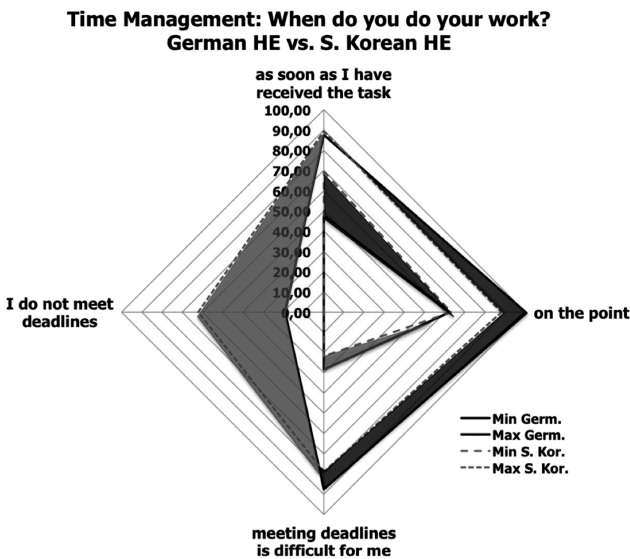 Time Management: When do you do your work?
German HE vs. S. Korean HE
as soon as I have
received the task
100,00
90,00
80,00
70,00
60,00
50,00
40,00
30,00
20,00
10,00
0,00
I do not meet
deadlines
on the point
Min Germ.
Max Germ.
Min S. Kor.
Max S. Kor.
meeting deadlines
is difficult for me